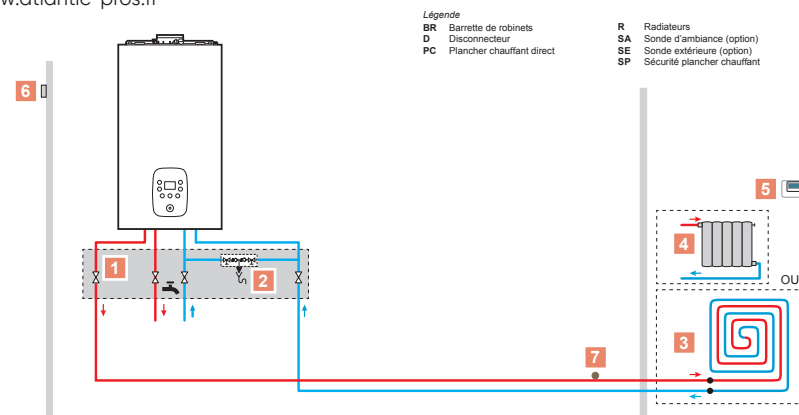 w.atlantic-pros.fr
Légende
BR Barrette de robinets
D Disconnecteur
PC Plancher chauffant direct
R Radiateurs
SA Sonde d'ambiance (option)
SE Sonde extérieure (option)
SP Sécurité plancher chauffant
6
5
4
1
2
OU
3
7